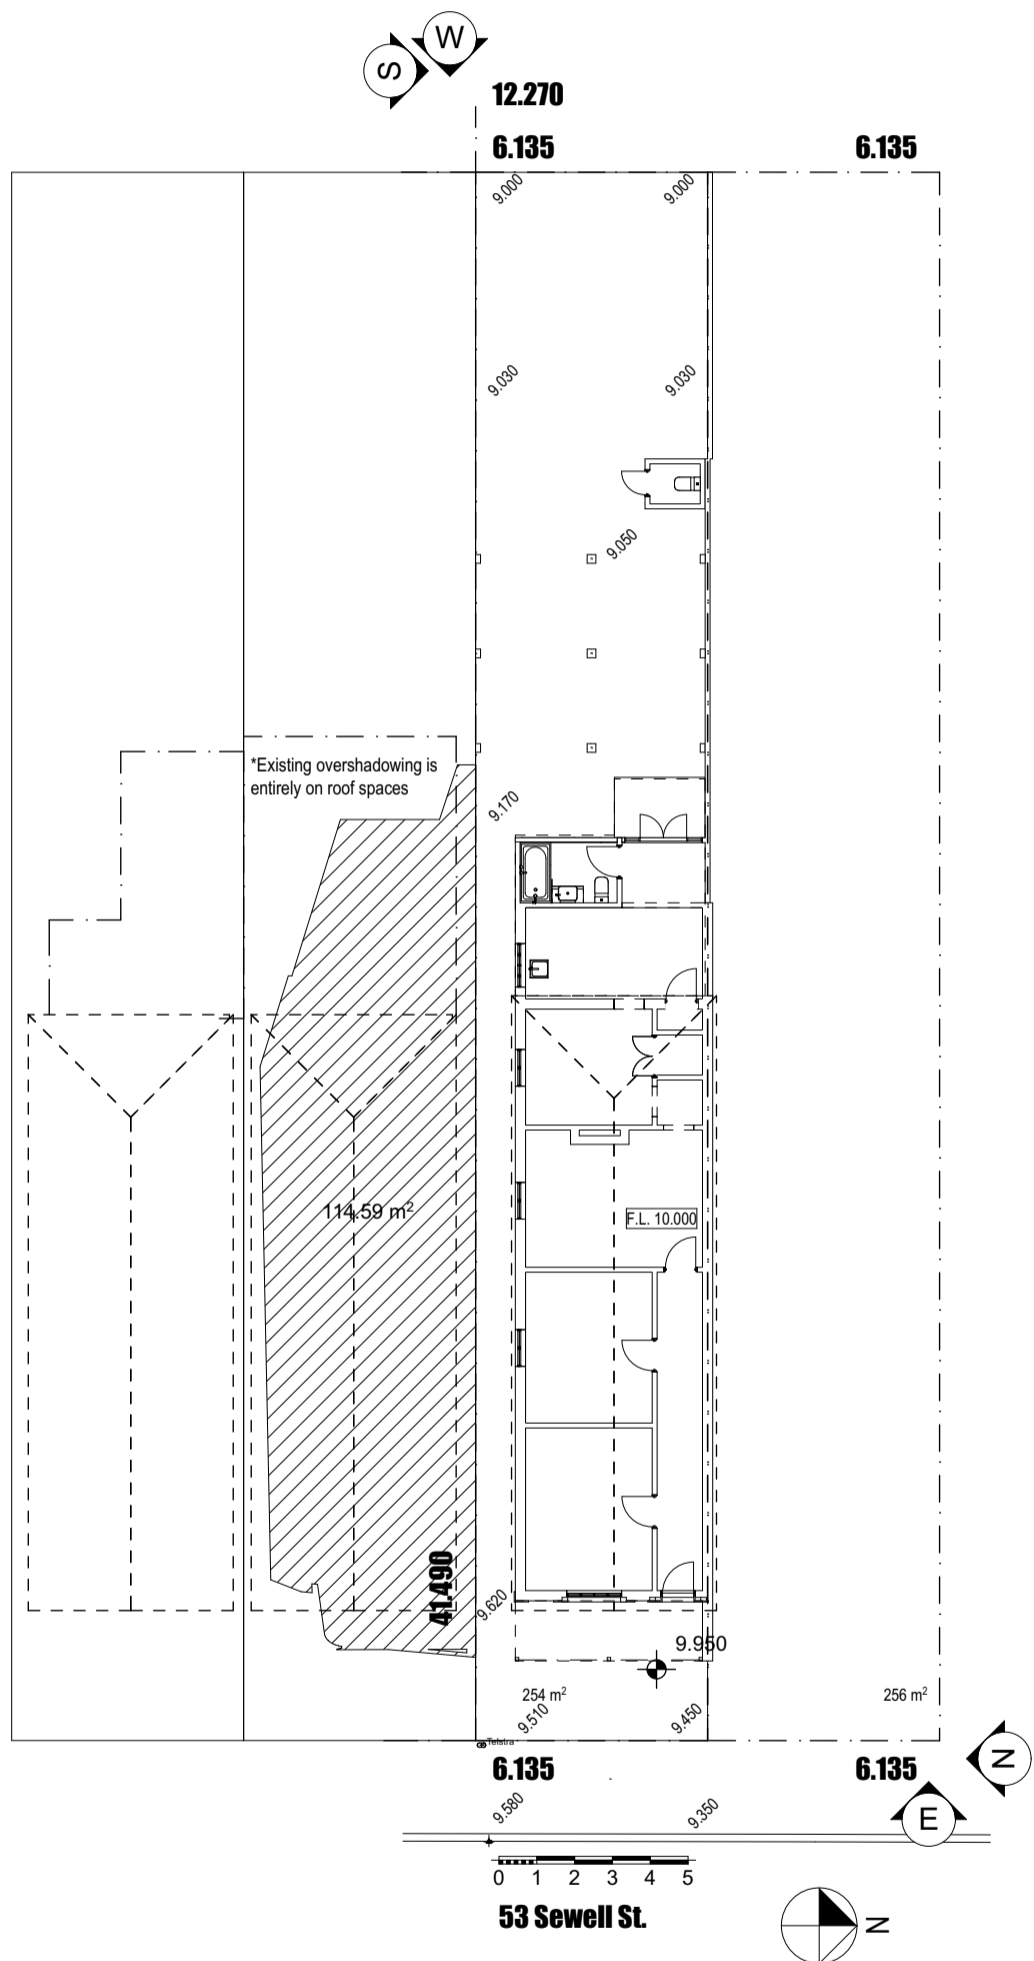 W
S
12.270
6.135 6.135
9.000 9.000
9.030 9.030
9.050
*Existing overshadowing is
entirely on roof spaces
9.170
114.59 m²
F.L. 10.000
41.490
9.620
9.950
254 m² 256 m²
9.510 9.450
Telstra
N
6.135 6.135
9.580 9.350
E
0 1 2 3 4 5
53 Sewell St.
N